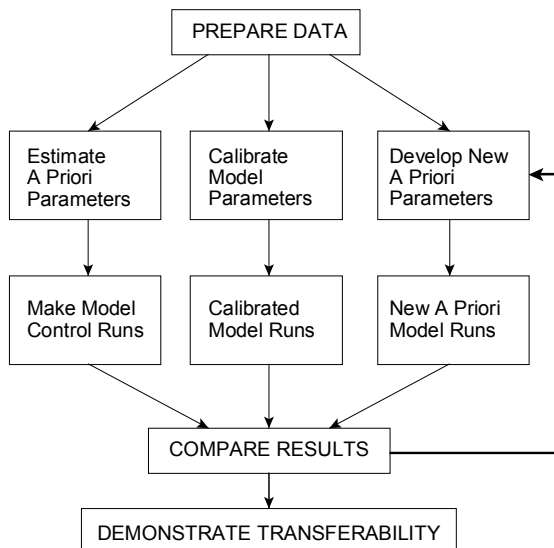 PREPARE DATA
Estimate
A Priori
Parameters
Calibrate
Model
Parameters
Develop New
A Priori
Parameters
Make Model
Control Runs
Calibrated
Model Runs
New A Priori
Model Runs
COMPARE RESULTS
DEMONSTRATE TRANSFERABILITY